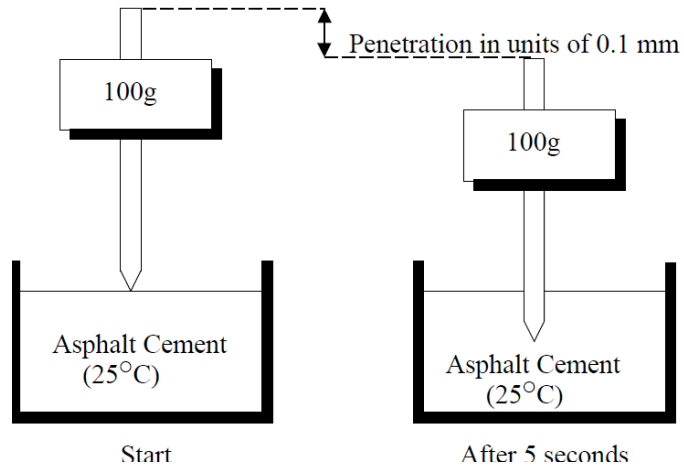 Penetration in units of 0.1 mm
100g
100g
Asphalt Cement
(25°C)
Asphalt Cement
(25°C)
Start
After 5 seconds